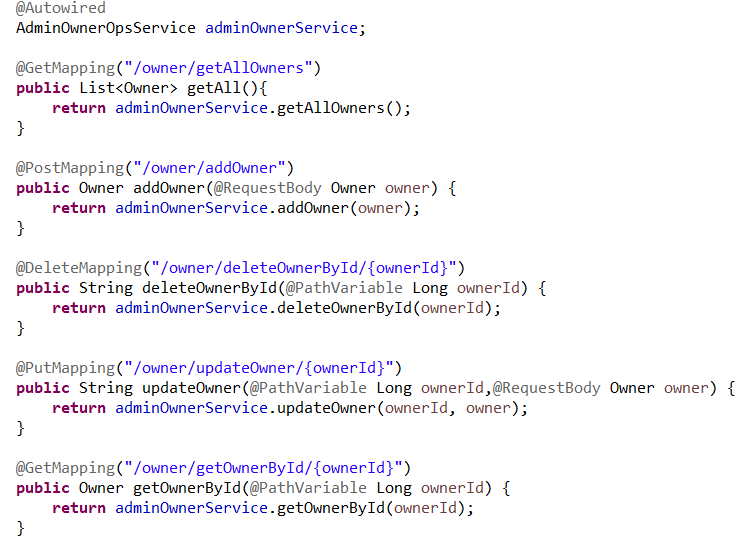 @Autowired
AdminOwnerOpsService adminOwnerService;
@GetMapping("/owner/getAllOwners")
public List<Owner> getAll(){
return adminOwnerService.getAllOwners();
}
@PostMapping("/owner/addOwner")
public Owner addOwner(@RequestBody Owner owner) {
return adminOwnerService.addOwner(owner);
}
@DeleteMapping("/owner/deleteOwnerById/{ownerId}")
public String deleteOwnerById(@PathVariable Long ownerId) {
return adminOwnerService.deleteOwnerById(ownerId);
}
@PutMapping("/owner/updateOwner/{ownerId}")
public String updateOwner(@PathVariable Long ownerId,@RequestBody Owner owner) {
return adminOwnerService.updateOwner(ownerId, owner);
}
@GetMapping("/owner/getOwnerById/{ownerId}")
public Owner getOwnerById(@PathVariable Long ownerId) {
return adminOwnerService.getOwnerById(ownerId);
}